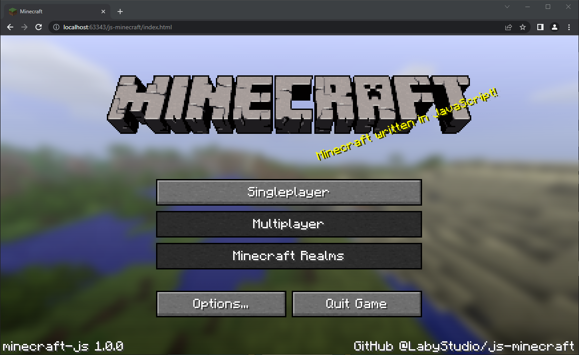 Minecraft
localhost:63343/js-minecraft/index.html
MINECRAFT
Minecraft written in JavaScript!
Singleplayer
Multiplayer
Minecraft Realms
Options... Quit Game
minecraft-js 1.0.0 GitHub @LabyStudio/js-minecraft